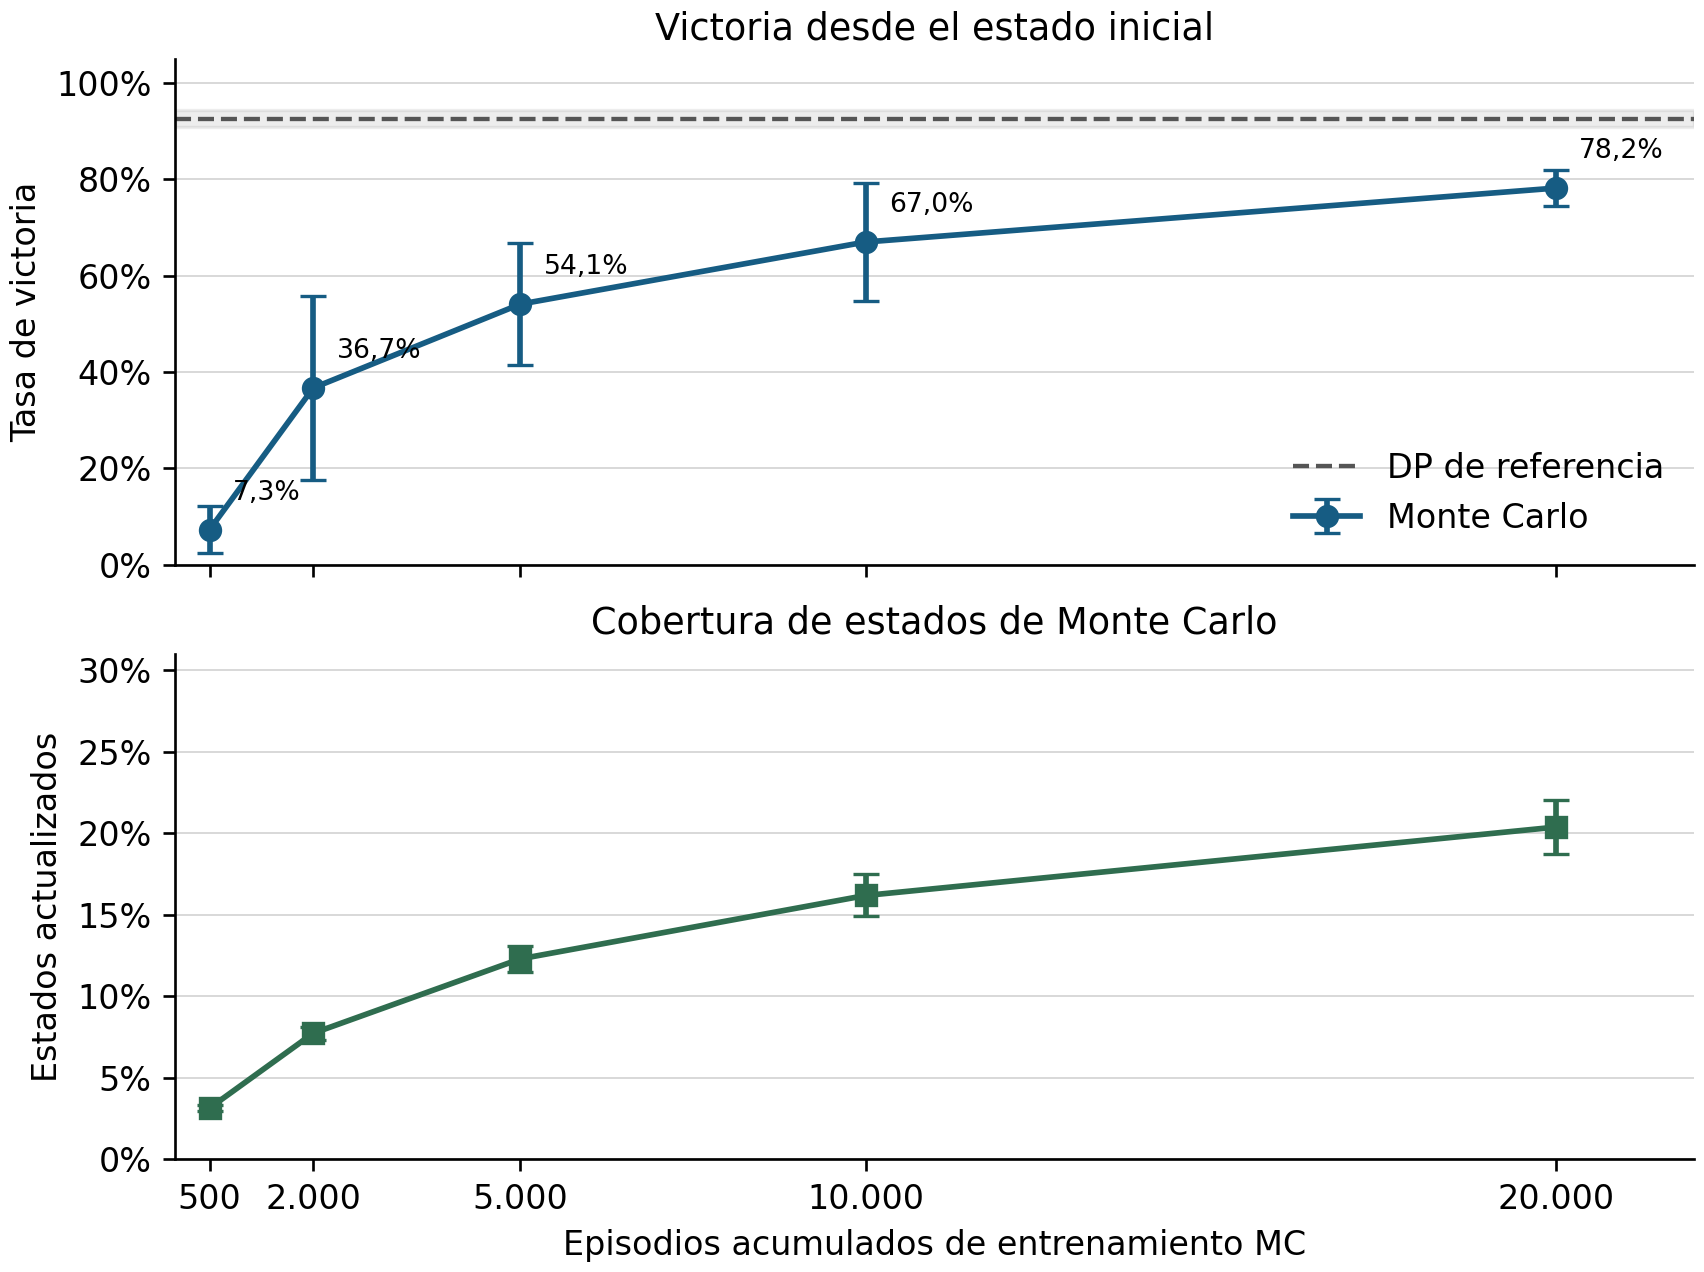 Victoria desde el estado inicial
100%
80%
60%
40%
20%
0%
Tasa de victoria
7,3%
36,7%
54,1%
67,0%
78,2%
DP de referencia
Monte Carlo
Cobertura de estados de Monte Carlo
30%
25%
20%
15%
10%
5%
0%
Estados actualizados
500 2.000 5.000 10.000 20.000
Episodios acumulados de entrenamiento MC